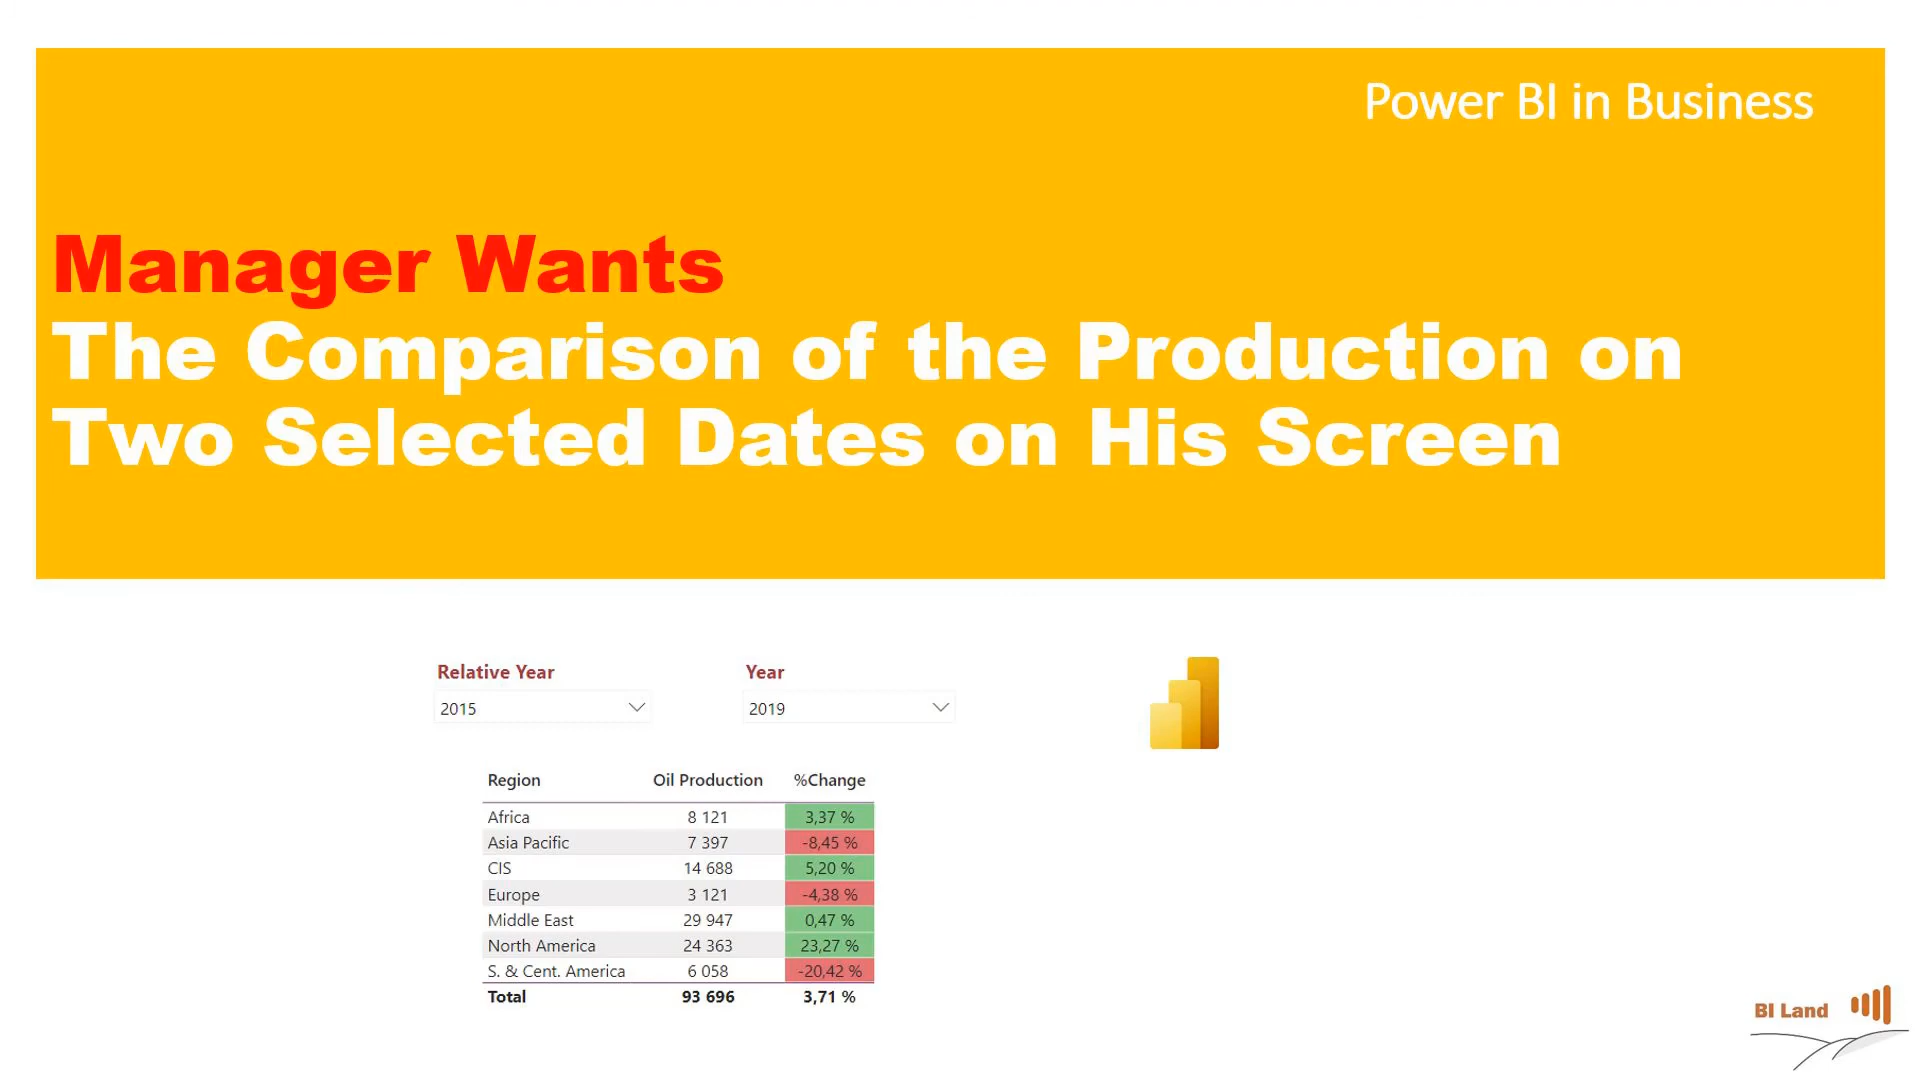 Power BI in Business
Manager Wants
The Comparison of the Production on
Two Selected Dates on His Screen
Relative Year Year
2015 2019
Region Oil Production %Change
Africa 8 121 3,37 %
Asia Pacific 7 397 -8,45 %
CIS 14 688 5,20 %
Europe 3 121 -4,38 %
Middle East 29 947 0,47 %
North America 24 363 23,27 %
S. & Cent. America 6 058 -20,42 %
Total 93 696 3,71 %
BI Land